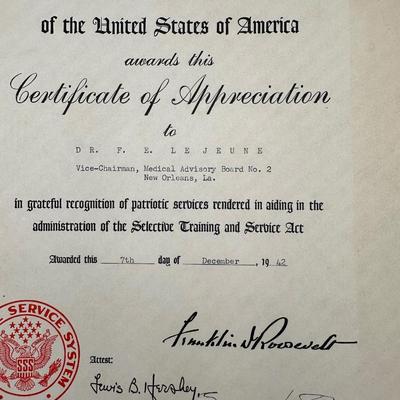 of the United States of America
awards this
Certificate of Appreciation
to
DR. F. E. LEJEUNE
Vice-Chairman, Medical Advisory Board No. 2
New Orleans, La.
in grateful recognition of patriotic services rendered in aiding in the
administration of the Selective Training and Service Act
Awarded this 7th day of December, 1942
E SERVICE SYSTEM
SSS
Franklin D Roosevelt
Attest:
Lewis B. Hershey